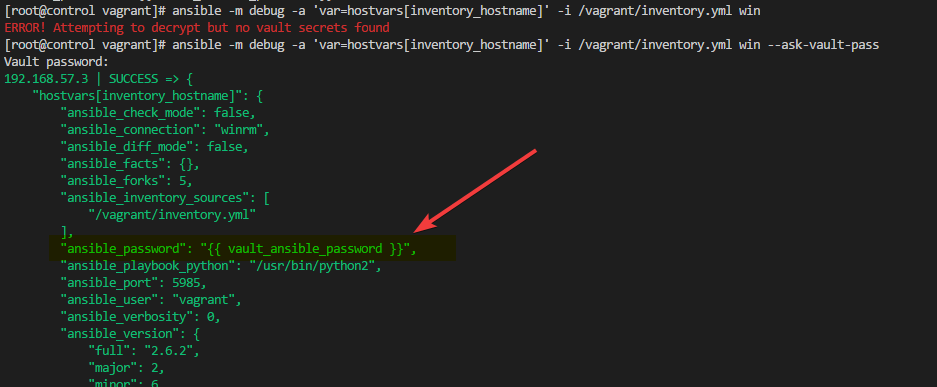 [root@control vagrant]# ansible -m debug -a 'var=hostvars[inventory_hostname]' -i /vagrant/inventory.yml win
ERROR! Attempting to decrypt but no vault secrets found
[root@control vagrant]# ansible -m debug -a 'var=hostvars[inventory_hostname]' -i /vagrant/inventory.yml win --ask-vault-pass
Vault password:
192.168.57.3 | SUCCESS => {
    "hostvars[inventory_hostname]": {
        "ansible_check_mode": false,
        "ansible_connection": "winrm",
        "ansible_diff_mode": false,
        "ansible_facts": {},
        "ansible_forks": 5,
        "ansible_inventory_sources": [
            "/vagrant/inventory.yml"
        ],
        "ansible_password": "{{ vault_ansible_password }}",
        "ansible_playbook_python": "/usr/bin/python2",
        "ansible_port": 5985,
        "ansible_user": "vagrant",
        "ansible_verbosity": 0,
        "ansible_version": {
            "full": "2.6.2",
            "major": 2,
            "minor": 6